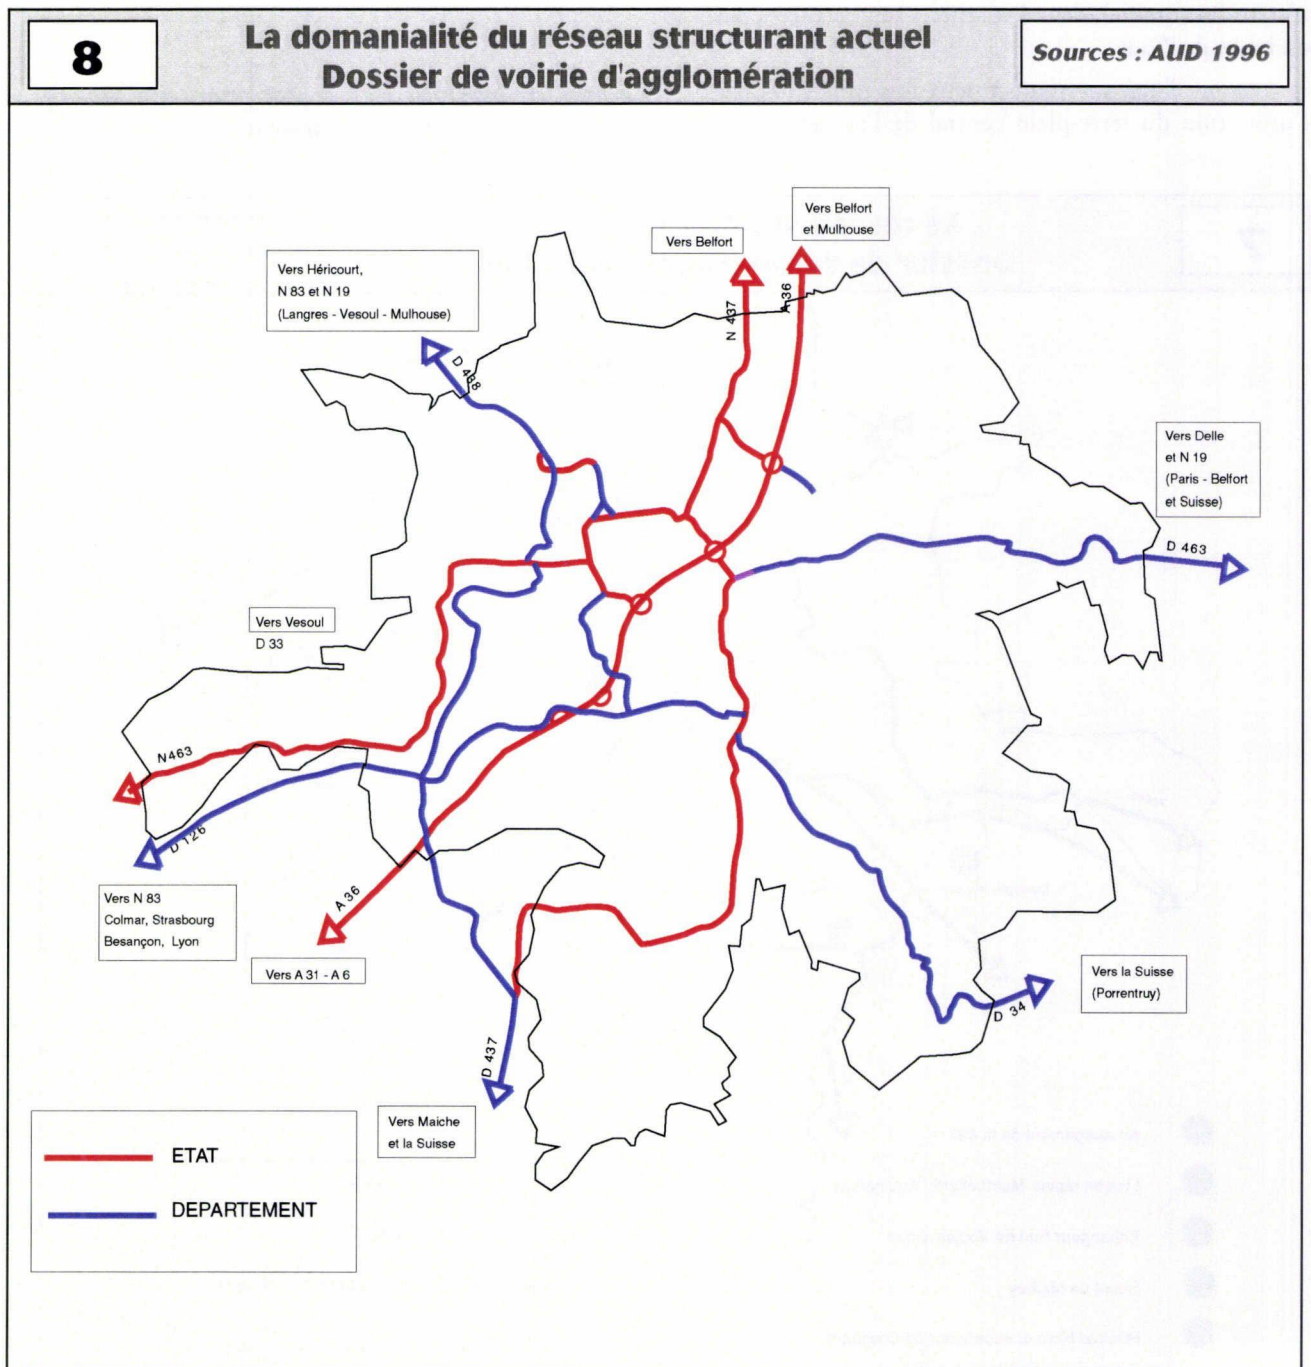 8
La domanialité du réseau structurant actuel
Dossier de voirie d'agglomération
Sources : AUD 1996
Vers Belfort
et Mulhouse
Vers Belfort
Vers Héricourt,
N 83 et N 19
(Langres - Vesoul - Mulhouse)
A 36
N 437
D 438
Vers Delle
et N 19
(Paris - Belfort
et Suisse)
D 463
Vers Vesoul
D 33
N463
D 126
Vers N 83
Colmar, Strasbourg
Besançon, Lyon
A 36
Vers A 31 - A 6
Vers la Suisse
(Porrentruy)
D 34
D 437
Vers Maiche
et la Suisse
ETAT
DEPARTEMENT